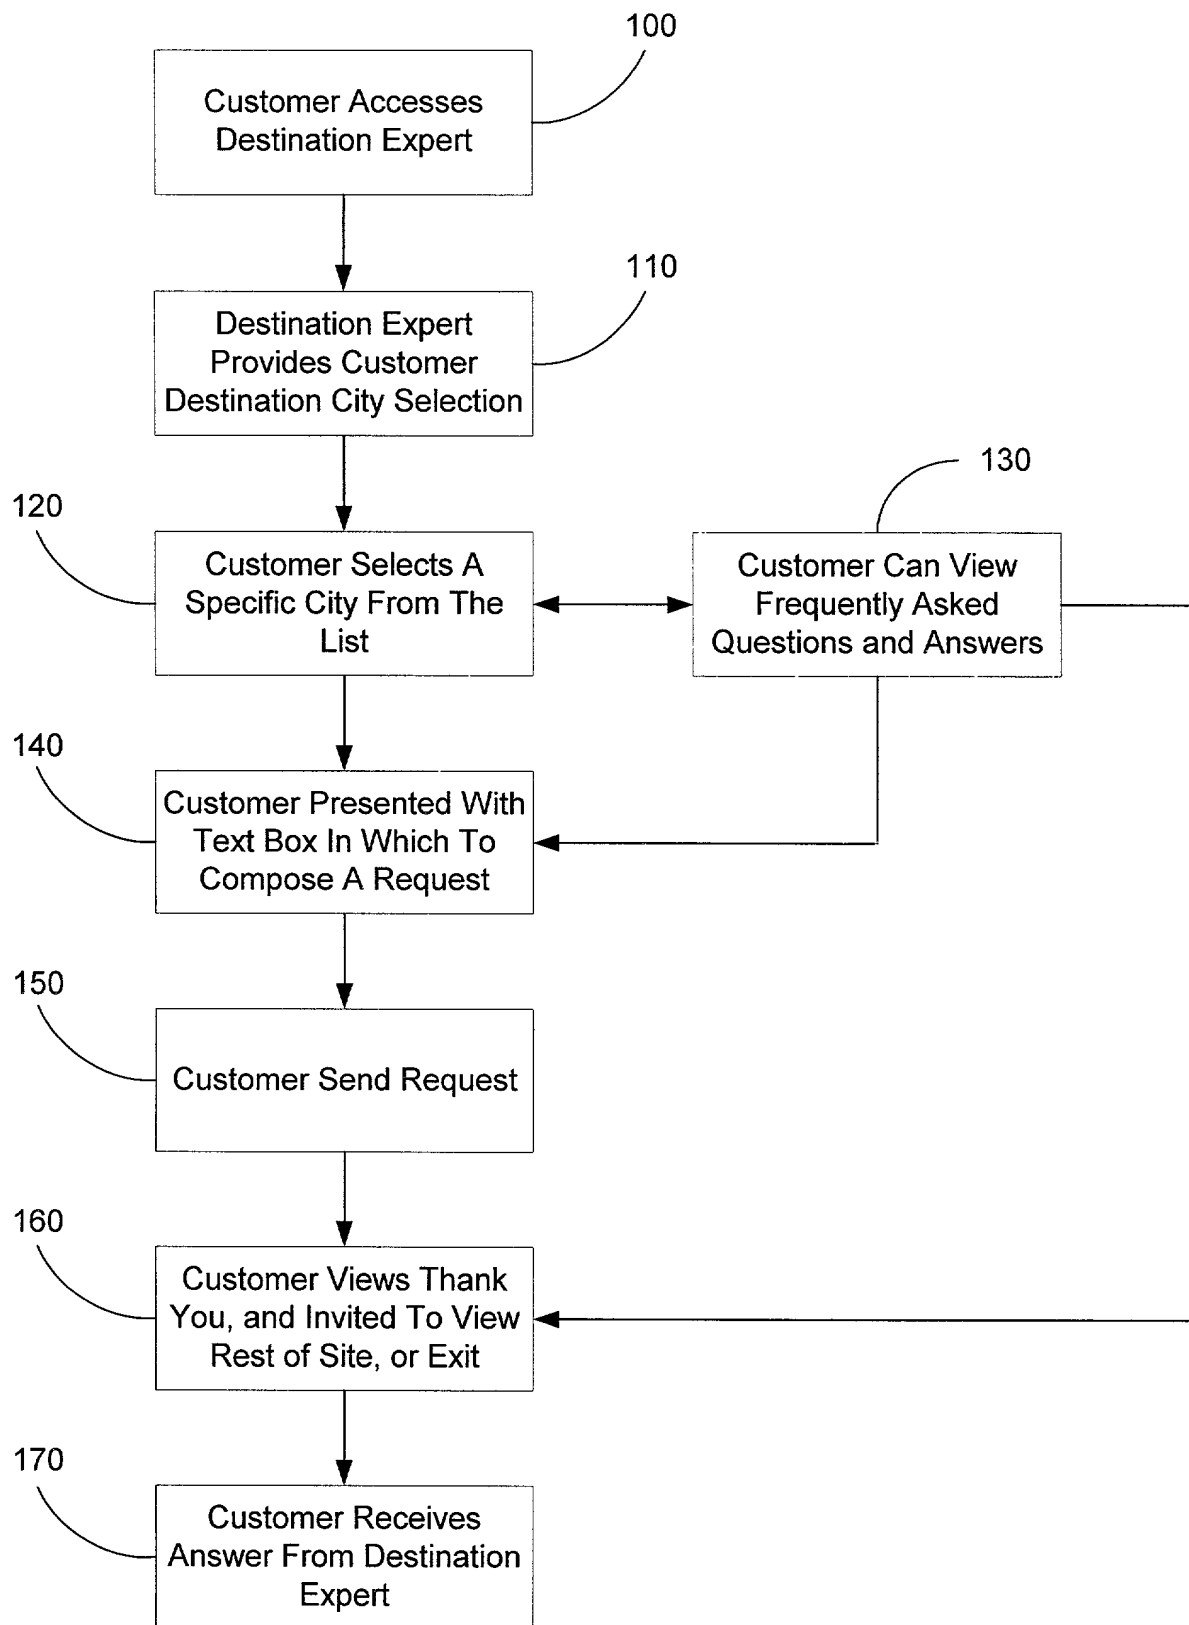 100
Customer Accesses
Destination Expert
110
Destination Expert
Provides Customer
Destination City Selection
120
Customer Selects A
Specific City From The
List
130
Customer Can View
Frequently Asked
Questions and Answers
140
Customer Presented With
Text Box In Which To
Compose A Request
150
Customer Send Request
160
Customer Views Thank
You, and Invited To View
Rest of Site, or Exit
170
Customer Receives
Answer From Destination
Expert